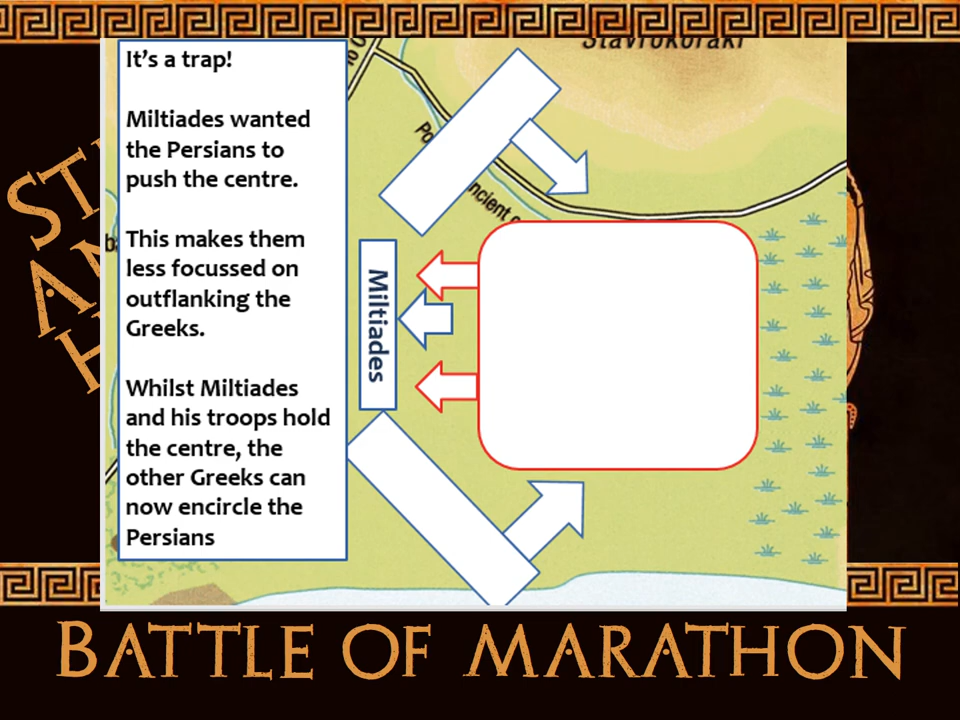 It's a trap!
Miltiades wanted
the Persians to
push the centre.
This makes them
less focussed on
outflanking the
Greeks.
Whilst Miltiades
and his troops hold
the centre, the
other Greeks can
now encircle the
Persians
Miltiades
BATTLE OF MARATHON